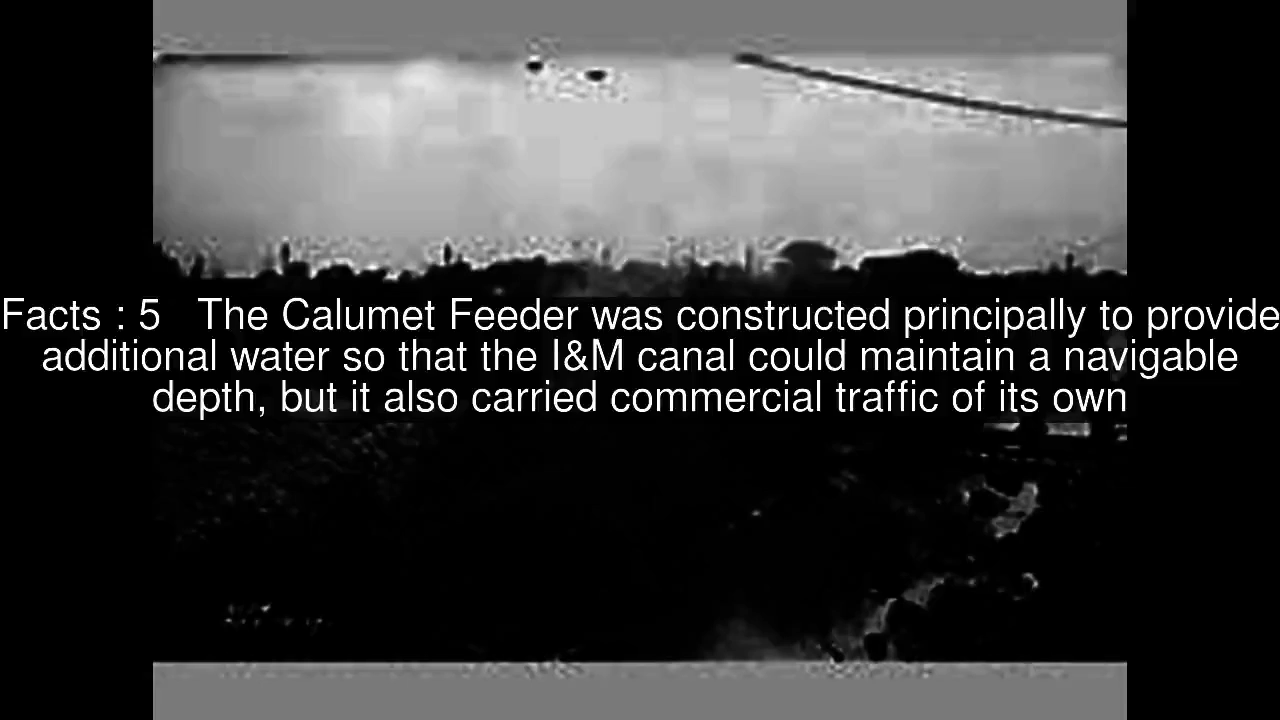 Facts : 5   The Calumet Feeder was constructed principally to provide
additional water so that the I&M canal could maintain a navigable
depth, but it also carried commercial traffic of its own